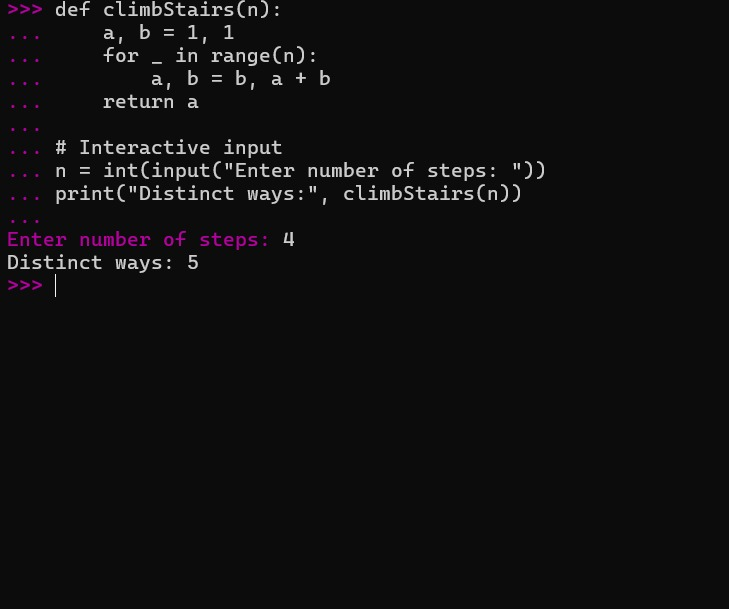 >>> def climbStairs(n):
...     a, b = 1, 1
...     for _ in range(n):
...         a, b = b, a + b
...     return a
...
... # Interactive input
... n = int(input("Enter number of steps: "))
... print("Distinct ways:", climbStairs(n))
...
Enter number of steps: 4
Distinct ways: 5
>>>